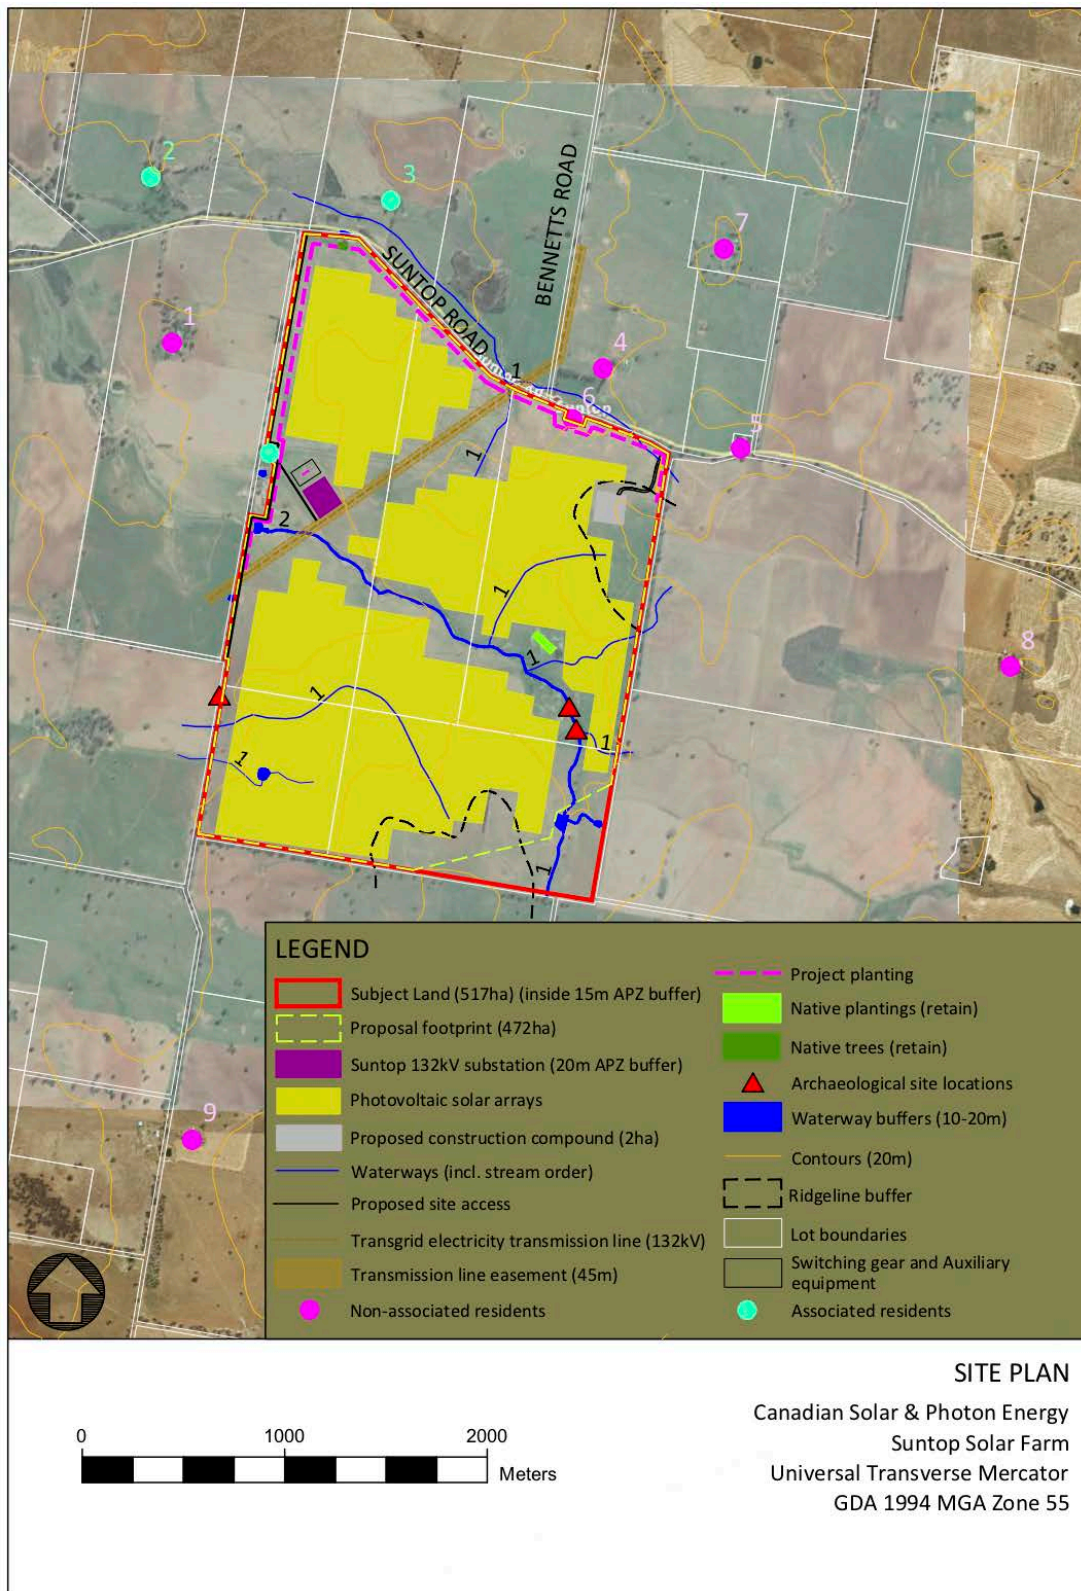 2
3
BENNETTS ROAD
7
SUNTOP ROAD
1
4
1
6
5
1
2
1
8
1
1
1
1
1
9
LEGEND
Subject Land (517ha) (inside 15m APZ buffer)
Proposal footprint (472ha)
Suntop 132kV substation (20m APZ buffer)
Photovoltaic solar arrays
Proposed construction compound (2ha)
Waterways (incl. stream order)
Proposed site access
Transgrid electricity transmission line (132kV)
Transmission line easement (45m)
Non-associated residents
Project planting
Native plantings (retain)
Native trees (retain)
Archaeological site locations
Waterway buffers (10-20m)
Contours (20m)
Ridgeline buffer
Lot boundaries
Switching gear and Auxiliary
equipment
Associated residents
0 1000 2000
Meters
SITE PLAN
Canadian Solar & Photon Energy
Suntop Solar Farm
Universal Transverse Mercator
GDA 1994 MGA Zone 55